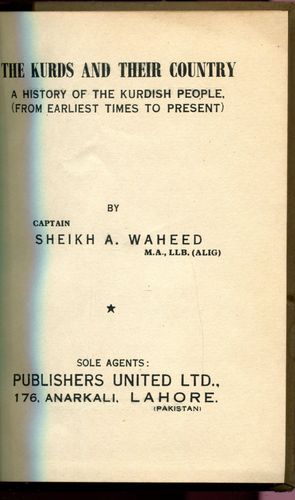 THE KURDS AND THEIR COUNTRY
A HISTORY OF THE KURDISH PEOPLE,
(FROM EARLIEST TIMES TO PRESENT)
BY
CAPTAIN
SHEIKH A. WAHEED
M.A., LLB. (ALIG)
SOLE AGENTS:
PUBLISHERS UNITED LTD.,
176, ANARKALI, LAHORE.
(PAKISTAN)